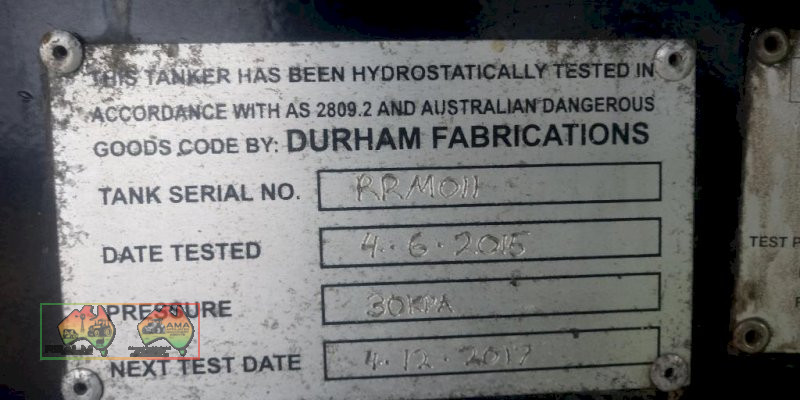 THIS TANKER HAS BEEN HYDROSTATICALLY TESTED IN
ACCORDANCE WITH AS 2809.2 AND AUSTRALIAN DANGEROUS
GOODS CODE BY: DURHAM FABRICATIONS
TANK SERIAL NO. RRM011
DATE TESTED 4.6.2015
PRESSURE 30KPA
NEXT TEST DATE 4.12.2017
TEST P
AMA